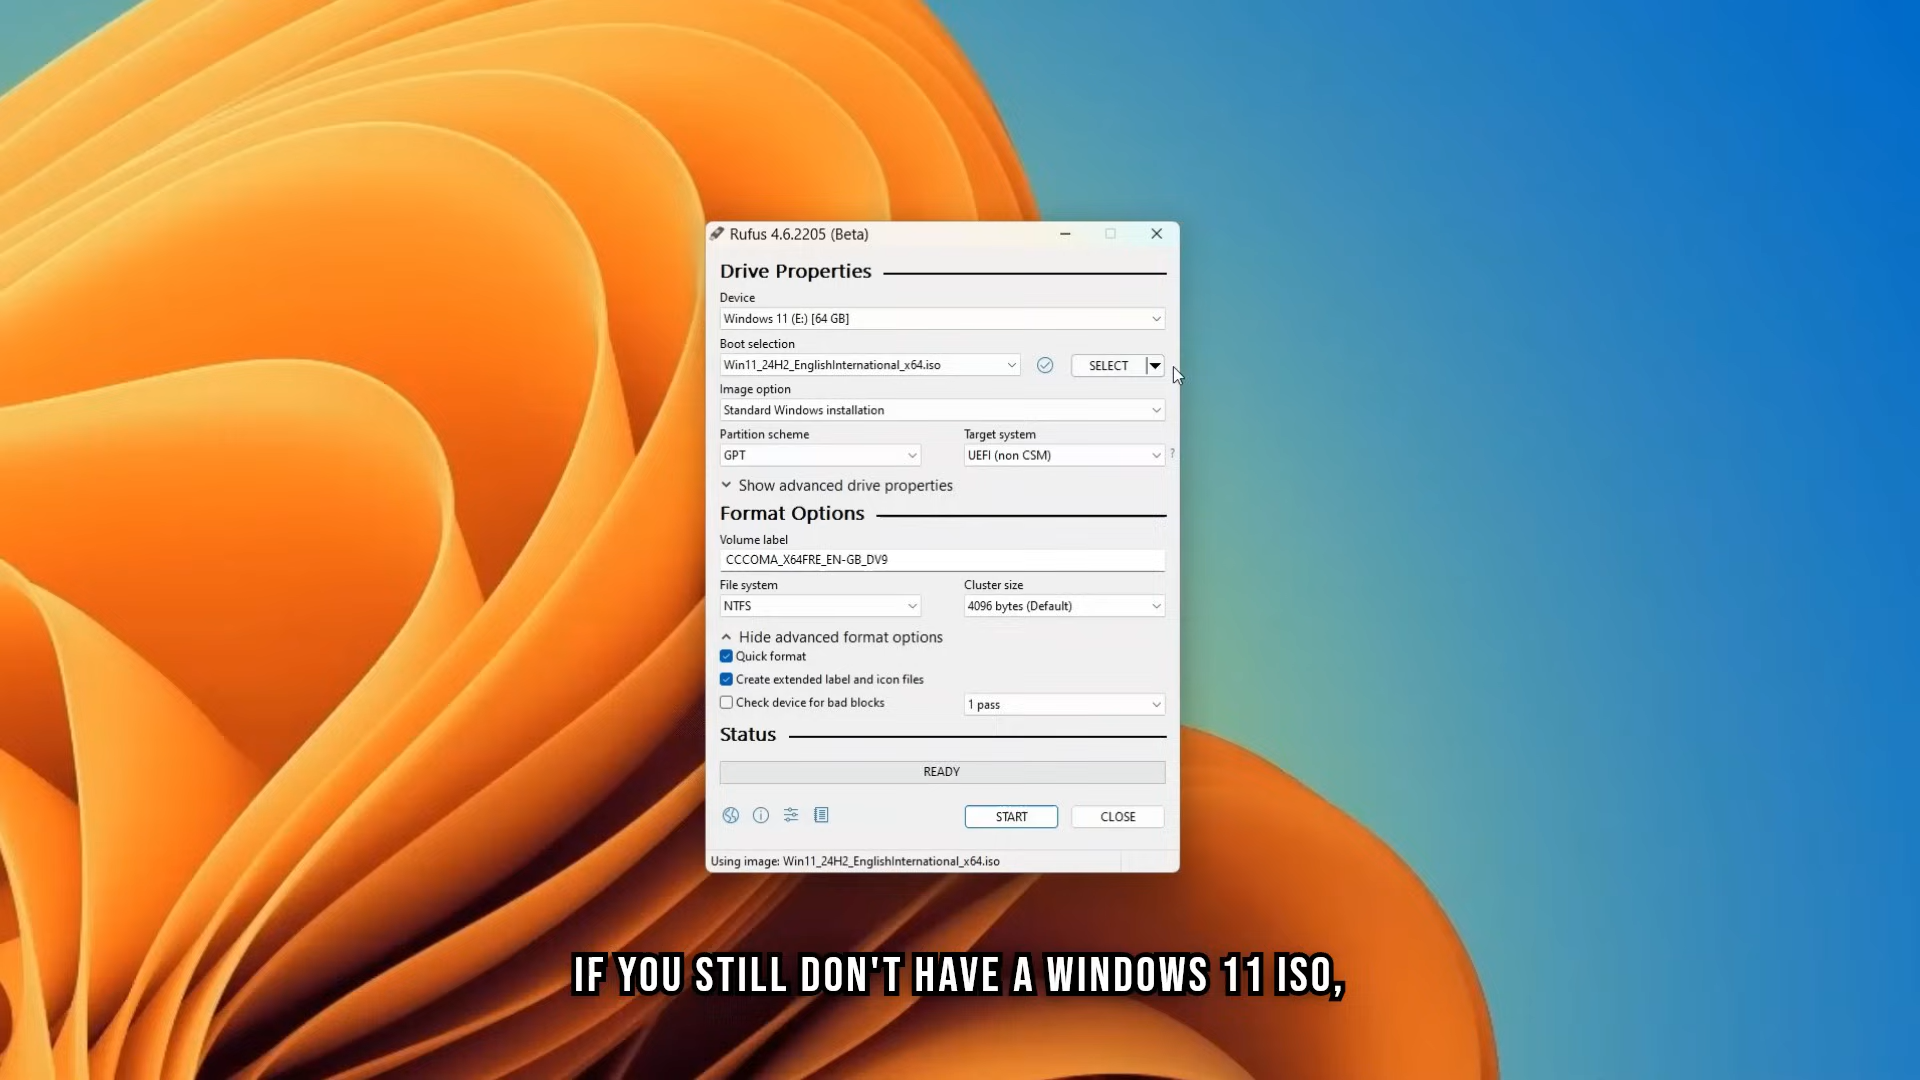 Rufus 4.6.2205 (Beta)
Drive Properties
Device
Windows 11 (E:) [64 GB]
Boot selection
Win11_24H2_EnglishInternational_x64.iso
SELECT
Image option
Standard Windows installation
Partition scheme
Target system
GPT
UEFI (non CSM)
?
Show advanced drive properties
Format Options
Volume label
CCCOMA_X64FRE_EN-GB_DV9
File system
Cluster size
NTFS
4096 bytes (Default)
Hide advanced format options
Quick format
Create extended label and icon files
Check device for bad blocks
1 pass
Status
READY
START
CLOSE
Using image: Win11_24H2_EnglishInternational_x64.iso
IF YOU STILL DON'T HAVE A WINDOWS 11 ISO,